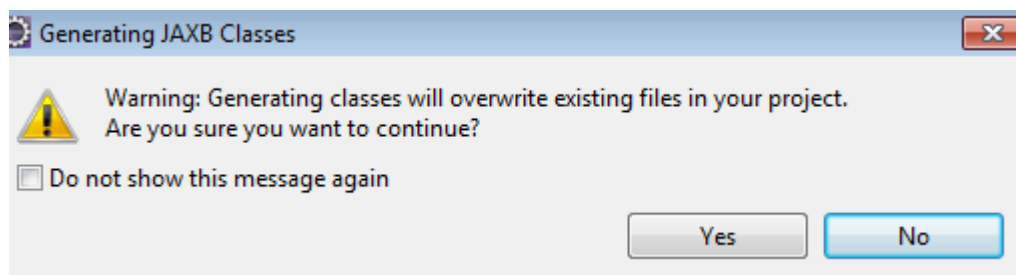 Generating JAXB Classes
Warning: Generating classes will overwrite existing files in your project.
Are you sure you want to continue?
Do not show this message again
Yes
No